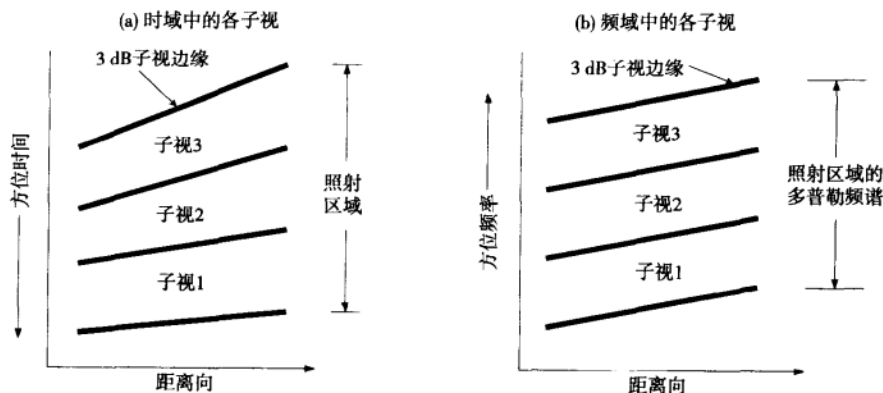 (a) 时域中的各子视
3 dB子视边缘
子视3
子视2
子视1
方位时间
距离向
照射
区域
(b) 频域中的各子视
3 dB子视边缘
子视3
子视2
子视1
方位频率
距离向
照射区域的
多普勒频谱